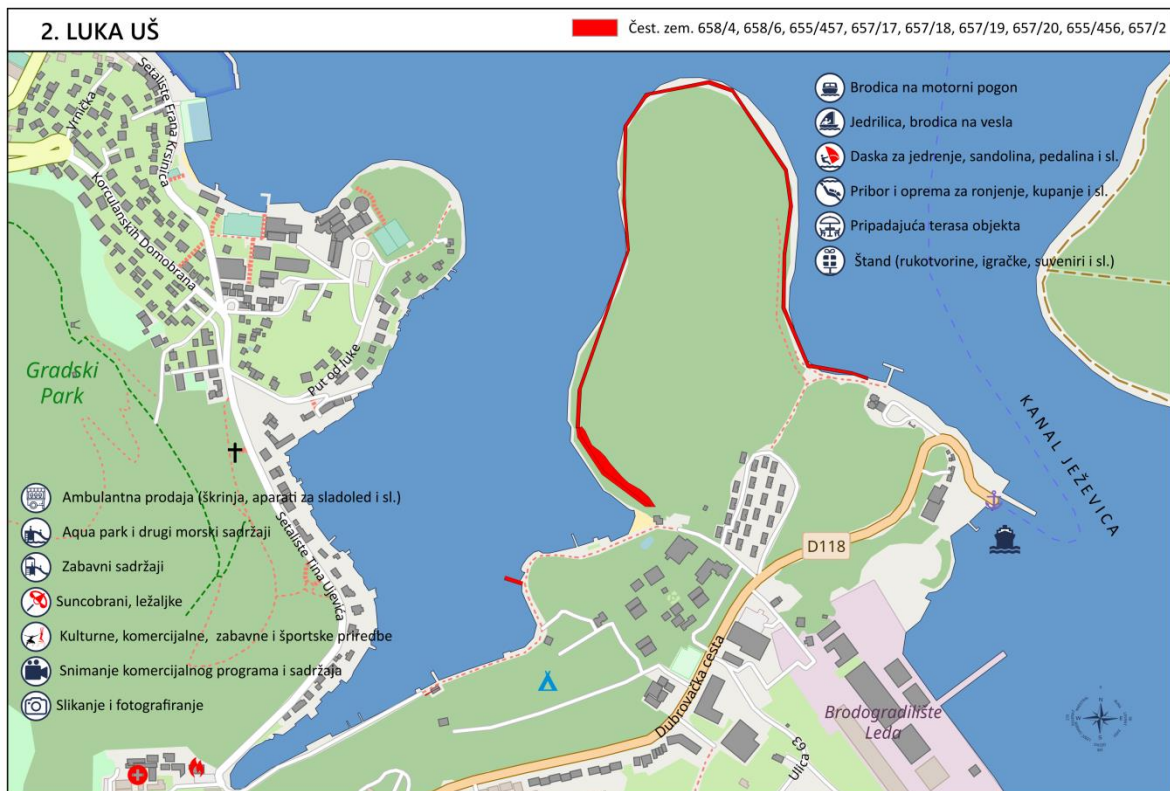 2. LUKA UŠ
Čest. zem. 658/4, 658/6, 655/457, 657/17, 657/18, 657/19, 657/20, 655/456, 657/2
Brodica na motorni pogon
Jedrilica, brodica na vesla
Daska za jedrenje, sandolina, pedalina i sl.
Pribor i oprema za ronjenje, kupanje i sl.
Pripadajuća terasa objekta
Štand (rukotvorine, igračke, suveniri i sl.)
Vrnička
Šetalište Frana Kršinića
Korčulanskih Domobrana
Put od luke
Gradski
Park
KANAL JEŽEVICA
Ambulantna prodaja (škrinja, aparati za sladoled i sl.)
Aqua park i drugi morski sadržaji
Zabavni sadržaji
Suncobrani, ležaljke
Kulturne, komercijalne, zabavne i športske priredbe
Snimanje komercijalnog programa i sadržaja
Slikanje i fotografiranje
Šetalište Tina Ujevića
D118
Dubrovačka cesta
Brodogradilište
Leda
Ulica 63